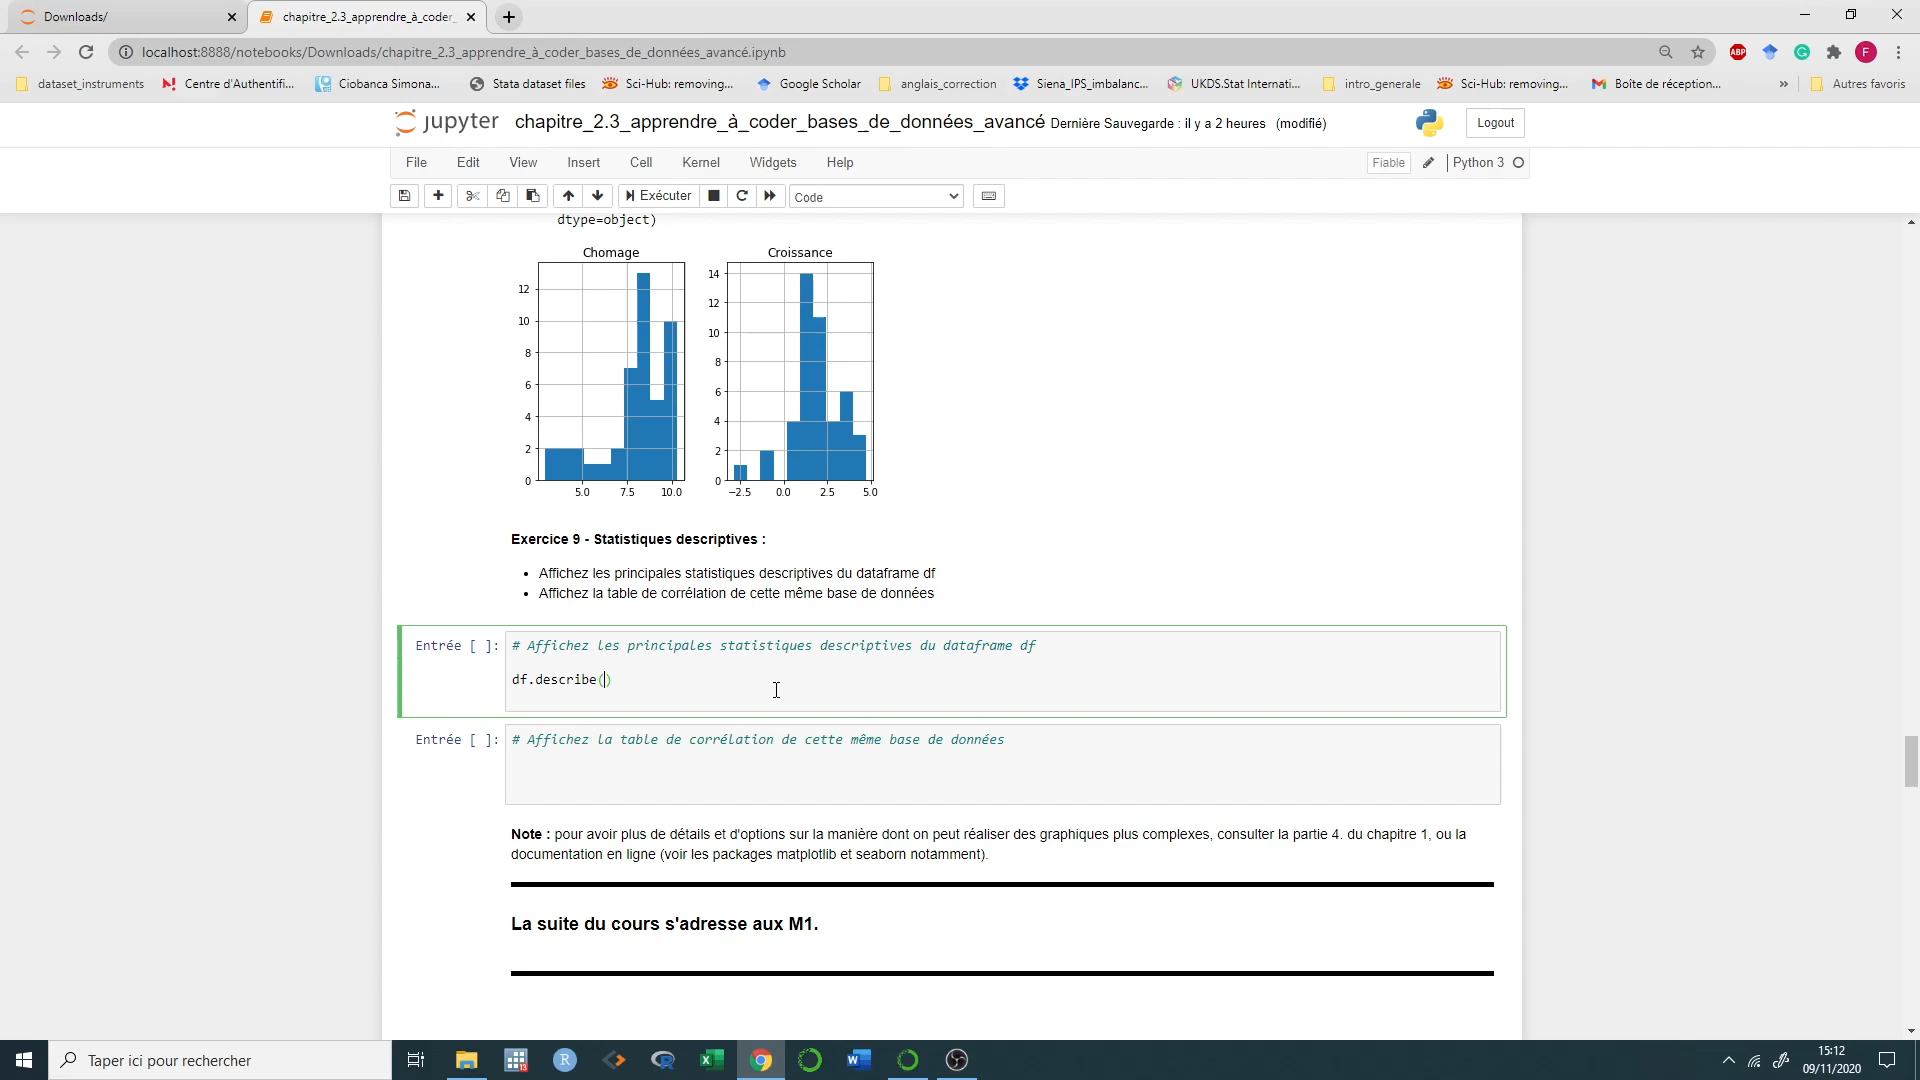 Downloads/
chapitre_2.3_apprendre_à_coder_
localhost:8888/notebooks/Downloads/chapitre_2.3_apprendre_à_coder_bases_de_données_avancé.ipynb
ABP
G
F
dataset_instruments
Centre d'Authentifi...
Ciobanca Simona...
Stata dataset files
Sci-Hub: removing...
Google Scholar
anglais_correction
Siena_IPS_imbalanc...
UKDS.Stat Internati...
intro_generale
Sci-Hub: removing...
Boîte de réception...
»
Autres favoris
jupyter
chapitre_2.3_apprendre_à_coder_bases_de_données_avancé Dernière Sauvegarde : il y a 2 heures (modifié)
Logout
File Edit View Insert Cell Kernel Widgets Help
Fiable
Python 3
Exécuter
Code
dtype=object)
Chomage
12
10
8
6
4
2
0
5.0 7.5 10.0
Croissance
14
12
10
8
6
4
2
0
−2.5 0.0 2.5 5.0
Exercice 9 - Statistiques descriptives :
• Affichez les principales statistiques descriptives du dataframe df
• Affichez la table de corrélation de cette même base de données
Entrée [ ]:
# Affichez les principales statistiques descriptives du dataframe df
df.describe()
Entrée [ ]:
# Affichez la table de corrélation de cette même base de données
Note : pour avoir plus de détails et d'options sur la manière dont on peut réaliser des graphiques plus complexes, consulter la partie 4. du chapitre 1, ou la
documentation en ligne (voir les packages matplotlib et seaborn notamment).
La suite du cours s'adresse aux M1.
Taper ici pour rechercher
13
R
R
X
W
15:12
09/11/2020